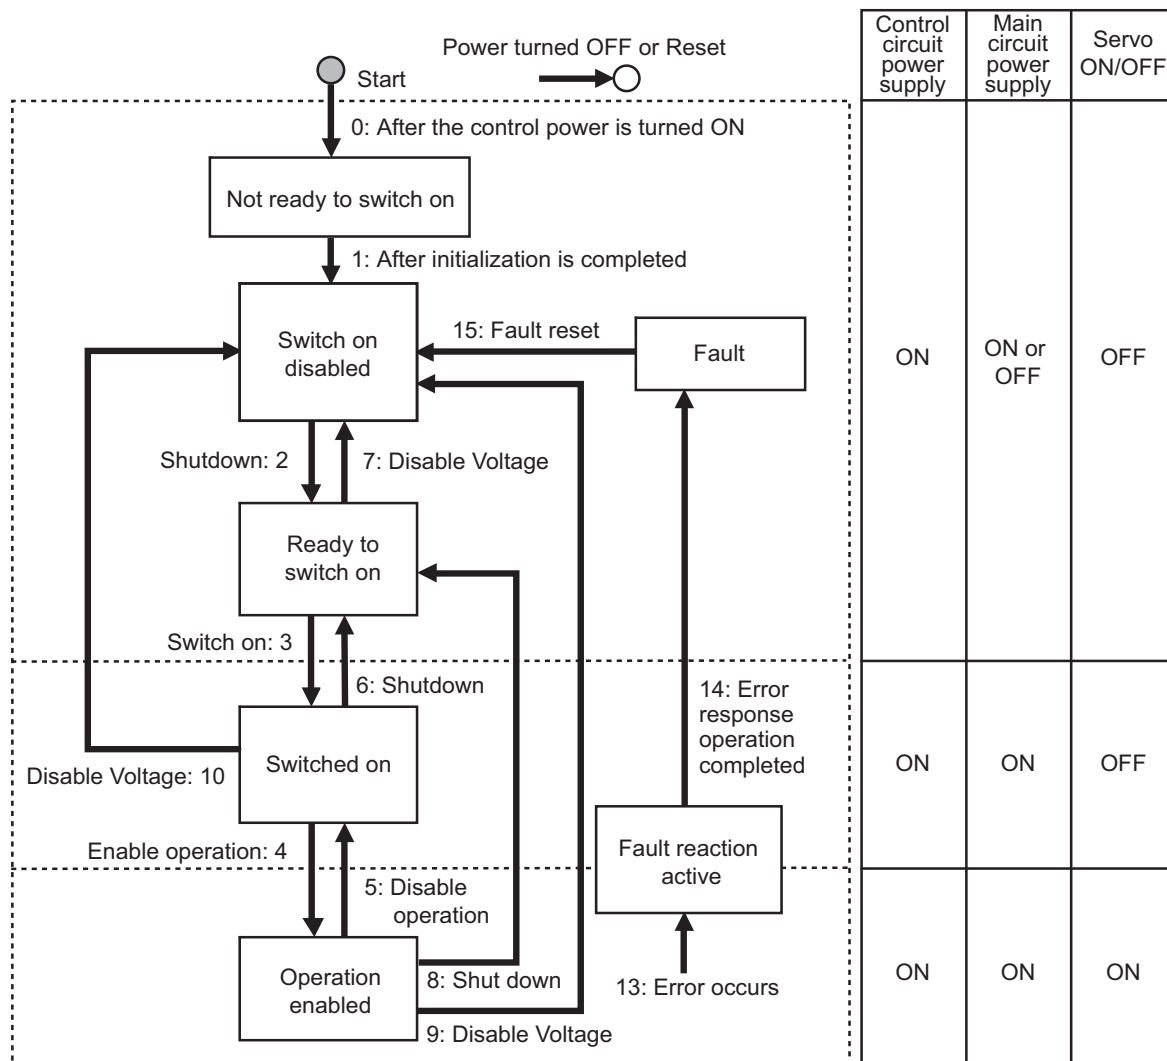 Power turned OFF or Reset
Start
0: After the control power is turned ON
Not ready to switch on
1: After initialization is completed
Switch on
disabled
15: Fault reset
Fault
Shutdown: 2
7: Disable Voltage
Ready to
switch on
Switch on: 3
6: Shutdown
14: Error
response
operation
completed
Switched on
Disable Voltage: 10
Enable operation: 4
Fault reaction
active
5: Disable
operation
Operation
enabled
8: Shut down
13: Error occurs
9: Disable Voltage
Control
circuit
power
supply
Main
circuit
power
supply
Servo
ON/OFF
ON
ON or
OFF
OFF
ON
ON
OFF
ON
ON
ON